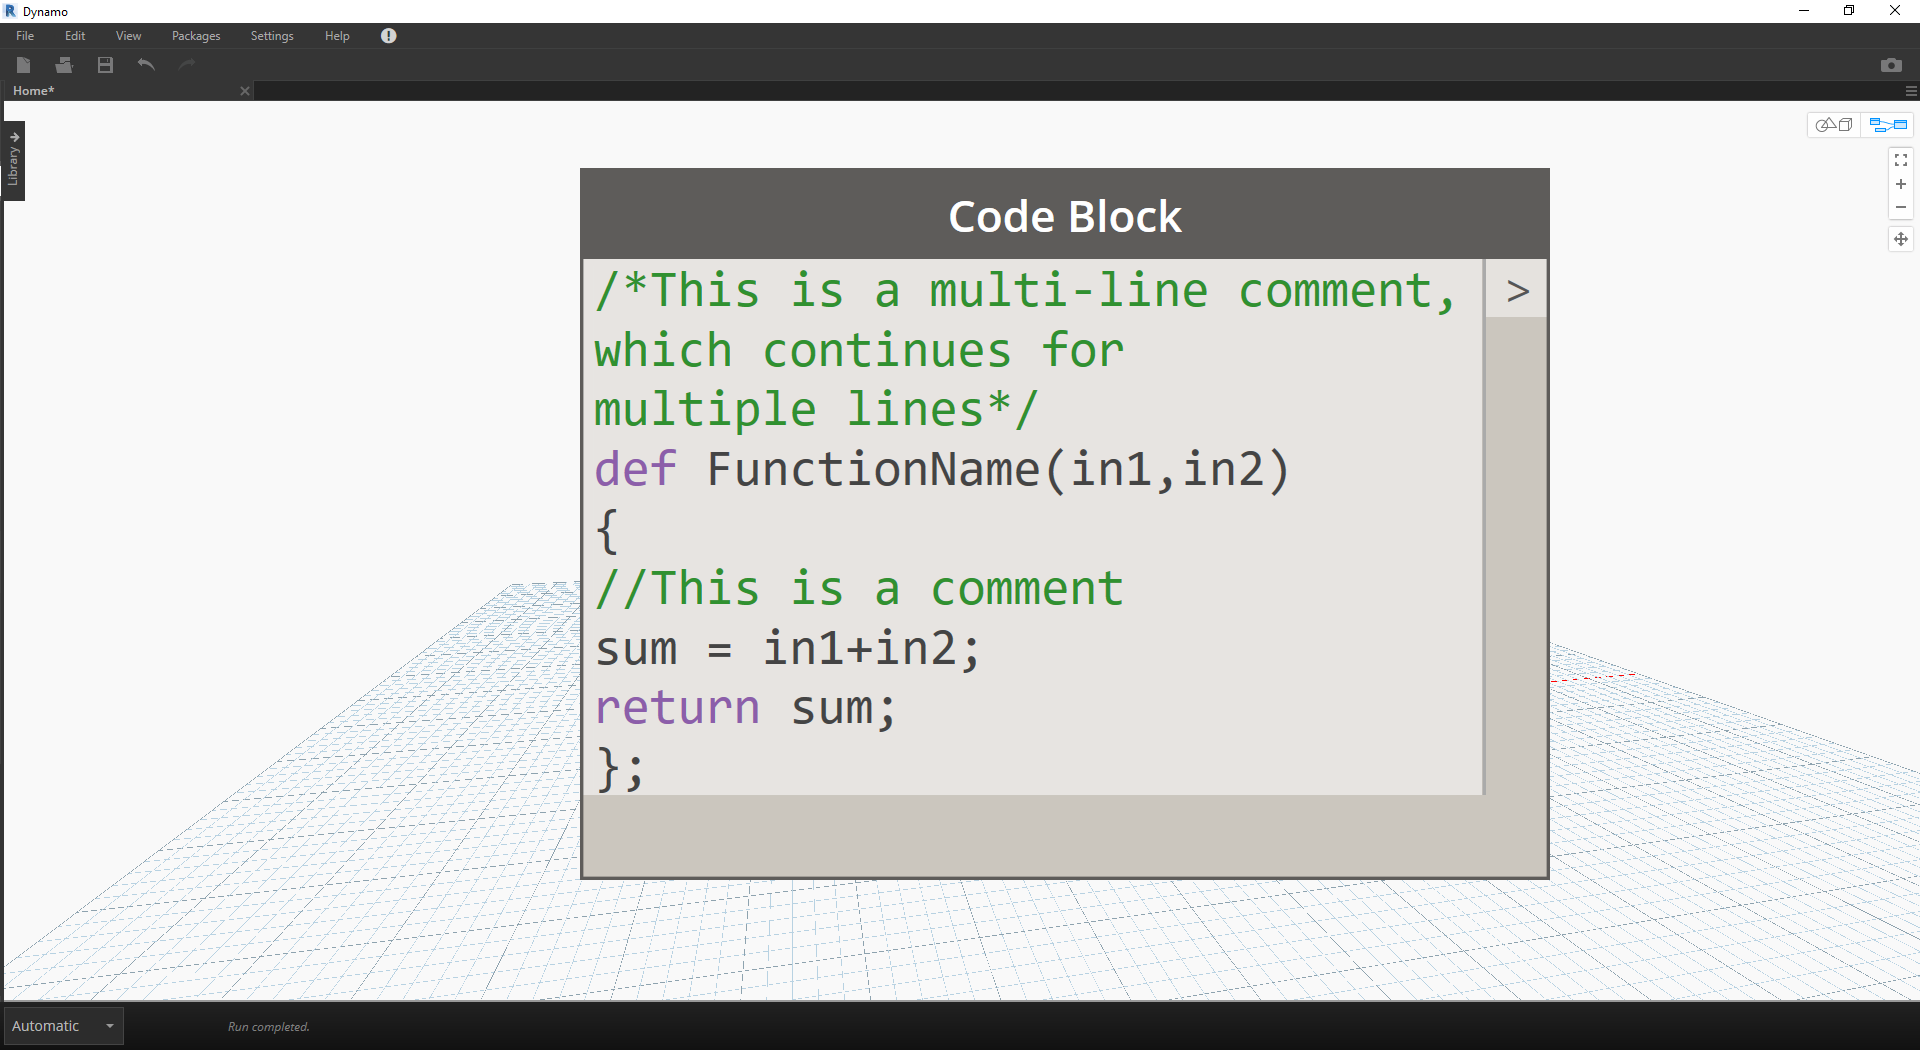 Dynamo
File Edit View Packages Settings Help
Home*
Library
Code Block
/*This is a multi-line comment,
which continues for
multiple lines*/
def FunctionName(in1,in2)
{
//This is a comment
sum = in1+in2;
return sum;
};
>
Automatic
Run completed.